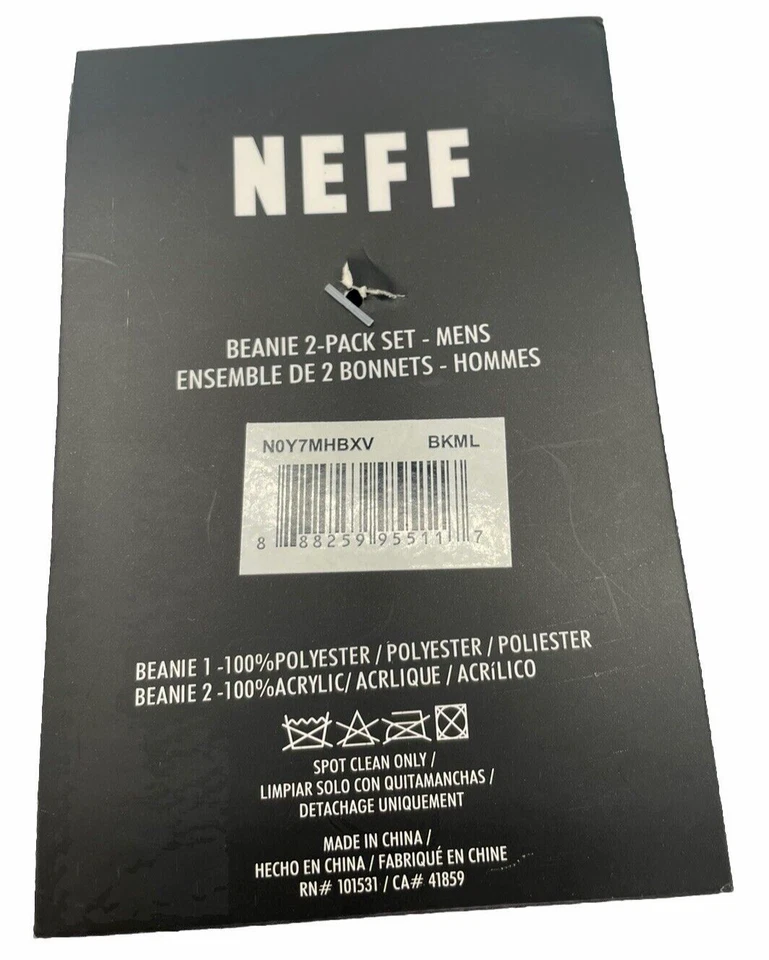 NEFF
BEANIE 2-PACK SET - MENS
ENSEMBLE DE 2 BONNETS - HOMMES
N0Y7MHBXV BKML
8 88259 95511 7
BEANIE 1 -100%POLYESTER / POLYESTER / POLIESTER
BEANIE 2 -100%ACRYLIC/ ACRLIQUE / ACRíLICO
SPOT CLEAN ONLY /
LIMPIAR SOLO CON QUITAMANCHAS /
DETACHAGE UNIQUEMENT
MADE IN CHINA /
HECHO EN CHINA / FABRIQUÉ EN CHINE
RN# 101531 / CA# 41859